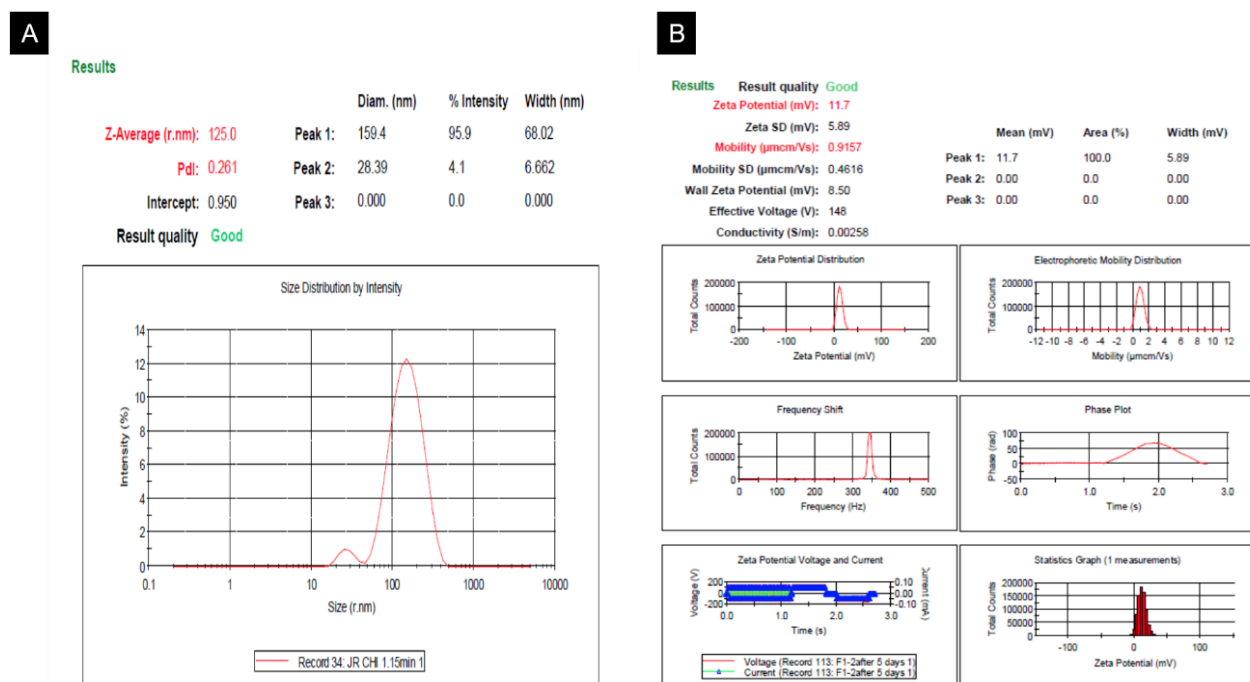 A
Results
Diam. (nm) % Intensity Width (nm)
Z-Average (r.nm): 125.0 Peak 1: 159.4 95.9 68.02
PdI: 0.261 Peak 2: 28.39 4.1 6.662
Intercept: 0.950 Peak 3: 0.000 0.0 0.000
Result quality Good
Size Distribution by Intensity
14
12
10
8
6
4
2
0
Intensity (%)
0.1 1 10 100 1000 10000
Size (r.nm)
Record 34: JR CHI 1.15min 1
B
Results Result quality Good
Zeta Potential (mV): 11.7
Zeta SD (mV): 5.89
Mobility (μmcm/Vs): 0.9157
Mobility SD (μmcm/Vs): 0.4616
Wall Zeta Potential (mV): 8.50
Effective Voltage (V): 148
Conductivity (S/m): 0.00258
Mean (mV) Area (%) Width (mV)
Peak 1: 11.7 100.0 5.89
Peak 2: 0.00 0.0 0.00
Peak 3: 0.00 0.0 0.00
Zeta Potential Distribution
Total Counts
200000
100000
0
-200 -100 0 100 200
Zeta Potential (mV)
Electrophoretic Mobility Distribution
Total Counts
200000
100000
0
-12 -10 -8 -6 -4 -2 0 2 4 6 8 10 12
Mobility (μmcm/Vs)
Frequency Shift
Total Counts
200000
100000
0
0 100 200 300 400 500
Frequency (Hz)
Phase Plot
Phase (rad)
100
50
0
-50
0.0 1.0 2.0 3.0
Time (s)
Zeta Potential Voltage and Current
Voltage (V)
200
0
-200
0.10
0.00
-0.10
Current (mA)
0.0 1.0 2.0 3.0
Time (s)
Voltage (Record 113: F1-2after 5 days 1)
Current (Record 113: F1-2after 5 days 1)
Statistics Graph (1 measurements)
Total Counts
200000
150000
100000
50000
0
-100 0 100
Zeta Potential (mV)